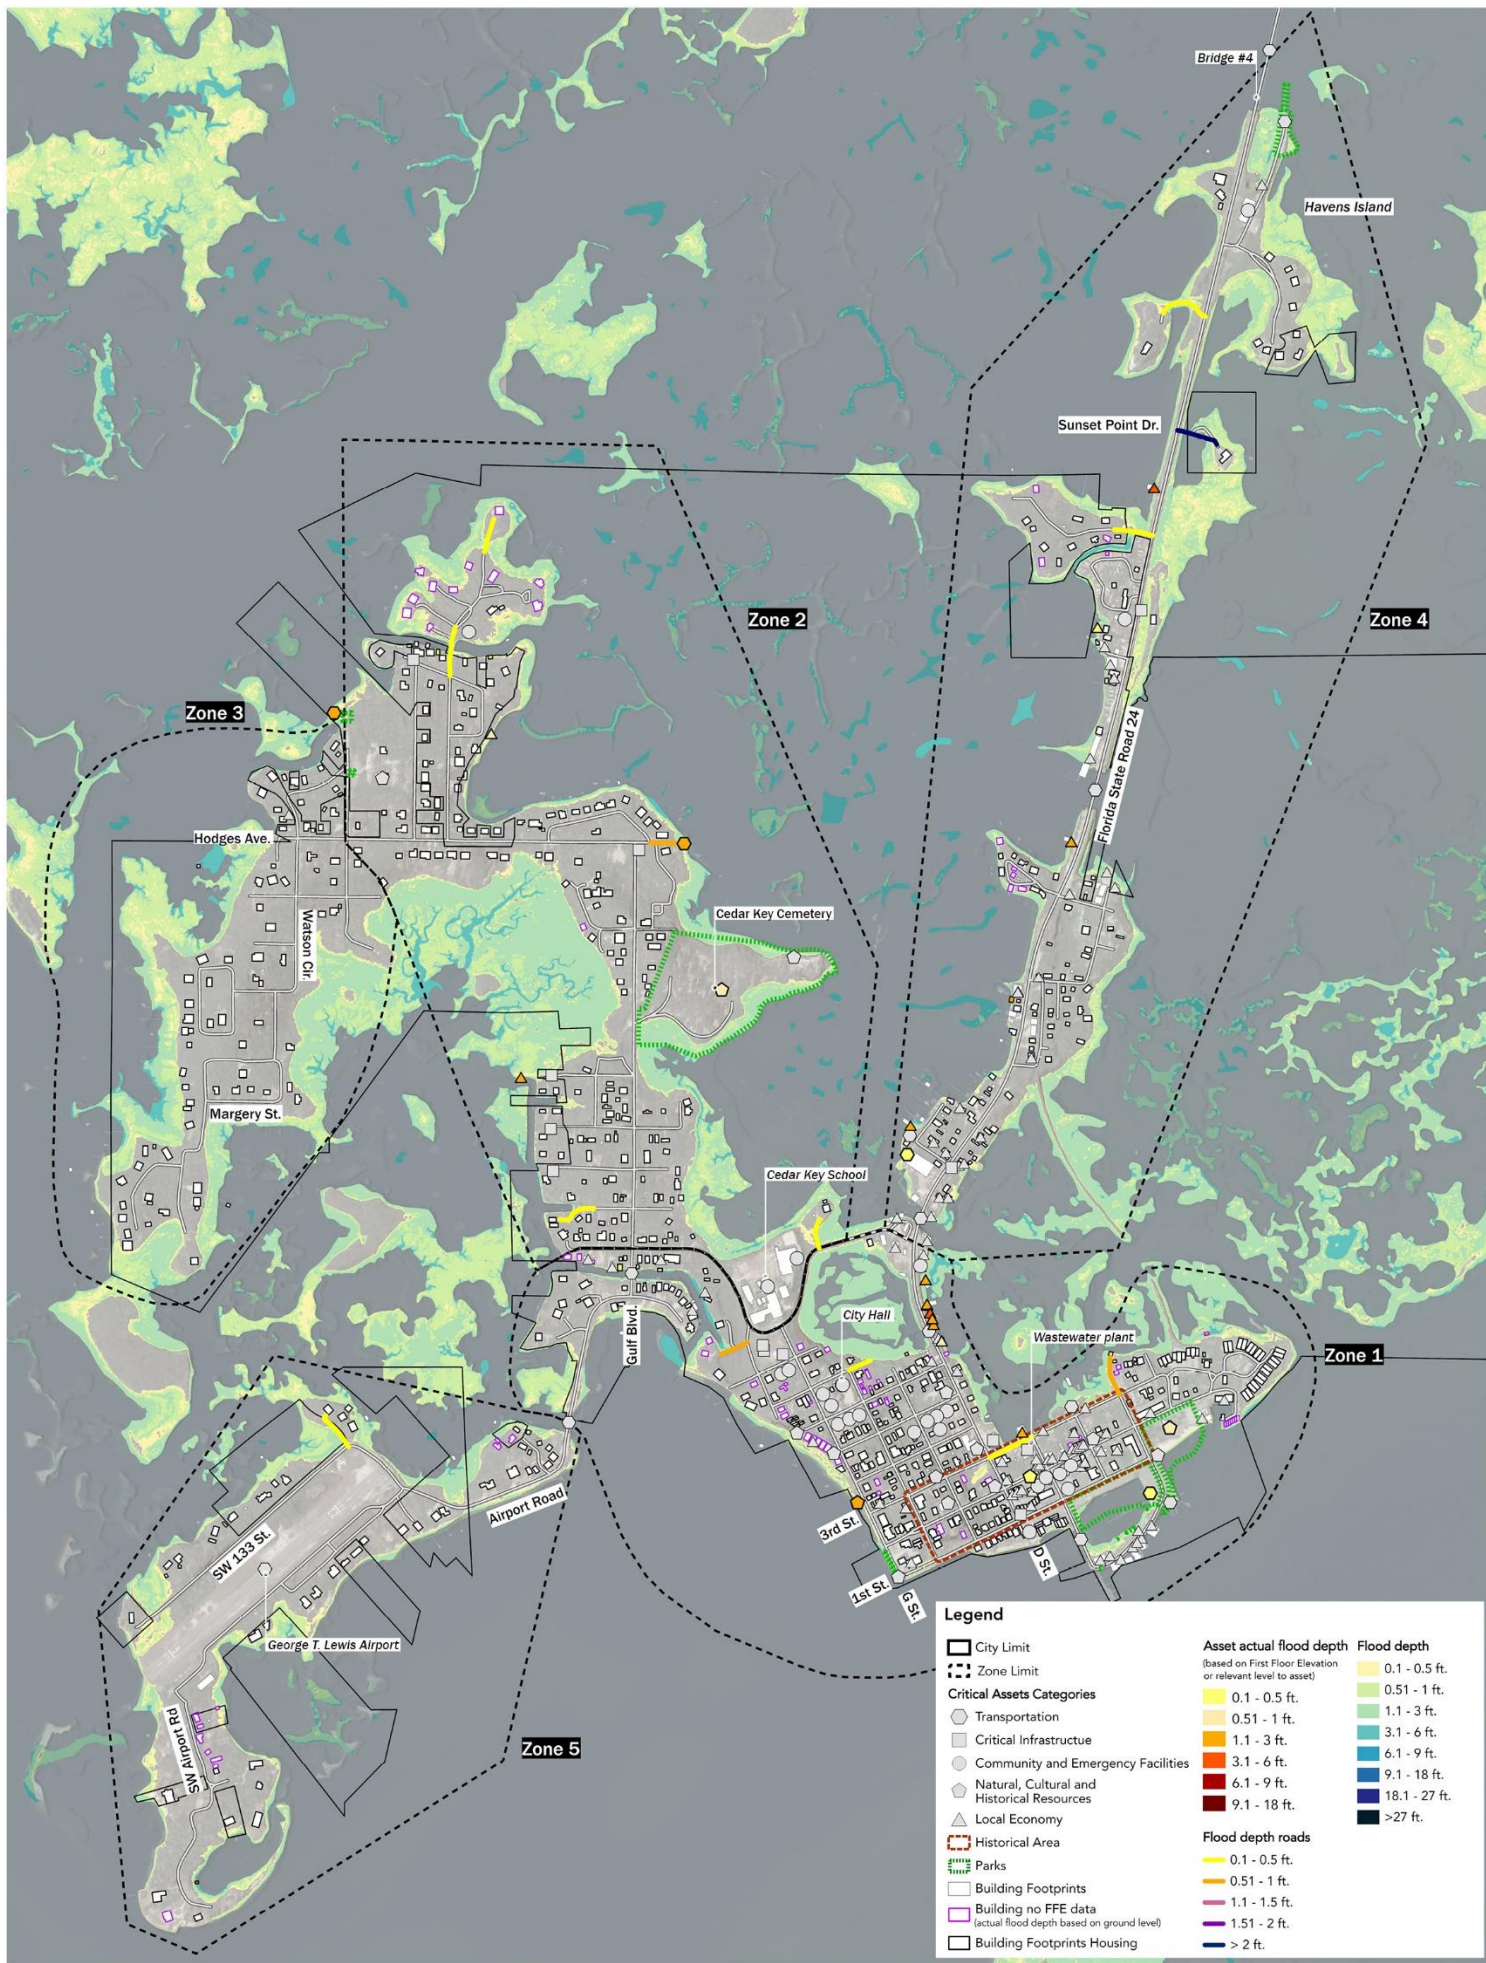 Bridge #4
Havens Island
Sunset Point Dr.
Zone 2
Zone 4
Zone 3
Florida State Road 24
Hodges Ave.
Cedar Key Cemetery
Watson Cir.
Margery St.
Cedar Key School
City Hall
Gulf Blvd.
Wastewater plant
Zone 1
Airport Road
3rd St.
SW 133 St.
D St.
1st St.
G St.
George T. Lewis Airport
SW Airport Rd
Zone 5
Legend
City Limit
Zone Limit
Critical Assets Categories
Transportation
Critical Infrastructue
Community and Emergency Facilities
Natural, Cultural and
Historical Resources
Local Economy
Historical Area
Parks
Building Footprints
Building no FFE data
(actual flood depth based on ground level)
Building Footprints Housing
Asset actual flood depth
(based on First Floor Elevation
or relevant level to asset)
0.1 - 0.5 ft.
0.51 - 1 ft.
1.1 - 3 ft.
3.1 - 6 ft.
6.1 - 9 ft.
9.1 - 18 ft.
Flood depth roads
0.1 - 0.5 ft.
0.51 - 1 ft.
1.1 - 1.5 ft.
1.51 - 2 ft.
> 2 ft.
Flood depth
0.1 - 0.5 ft.
0.51 - 1 ft.
1.1 - 3 ft.
3.1 - 6 ft.
6.1 - 9 ft.
9.1 - 18 ft.
18.1 - 27 ft.
>27 ft.